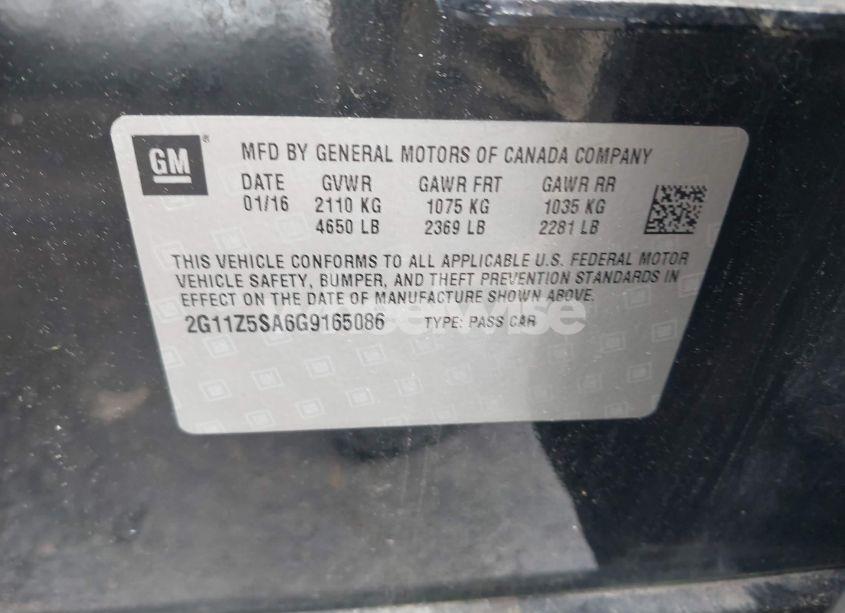 GM ®
MFD BY GENERAL MOTORS OF CANADA COMPANY
DATE GVWR GAWR FRT GAWR RR
01/16 2110 KG 1075 KG 1035 KG
4650 LB 2369 LB 2281 LB
THIS VEHICLE CONFORMS TO ALL APPLICABLE U.S. FEDERAL MOTOR
VEHICLE SAFETY, BUMPER, AND THEFT PREVENTION STANDARDS IN
EFFECT ON THE DATE OF MANUFACTURE SHOWN ABOVE.
2G11Z5SA6G9165086 TYPE: PASS CAR